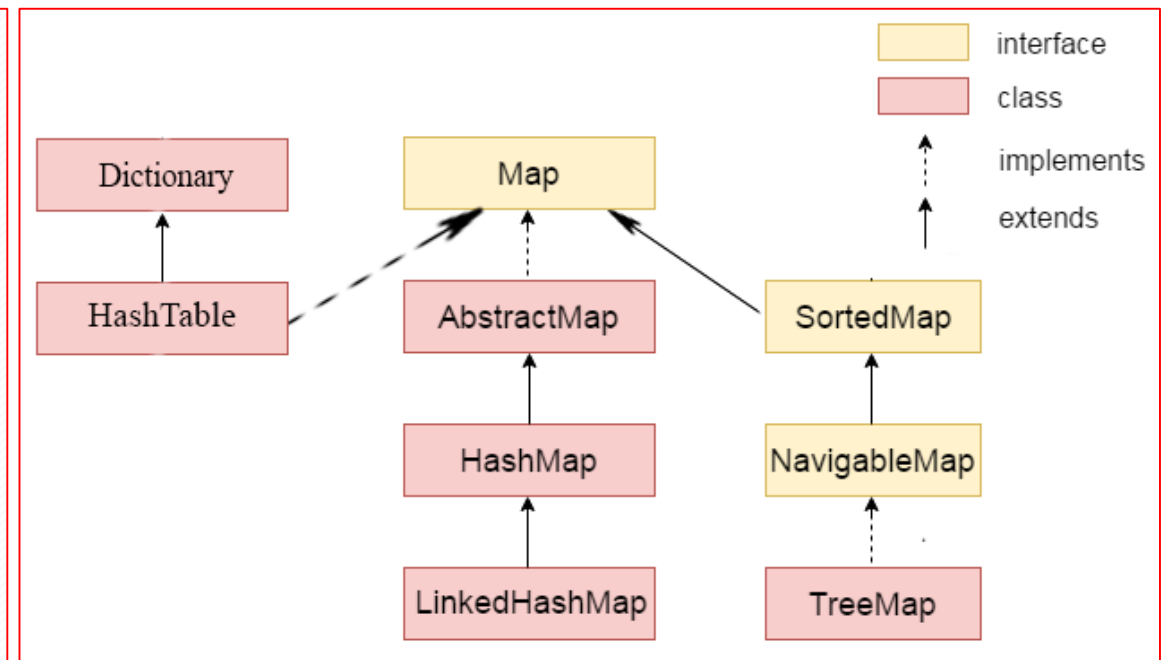 interface
class
implements
extends
Dictionary
Map
HashTable
AbstractMap
SortedMap
HashMap
NavigableMap
LinkedHashMap
TreeMap